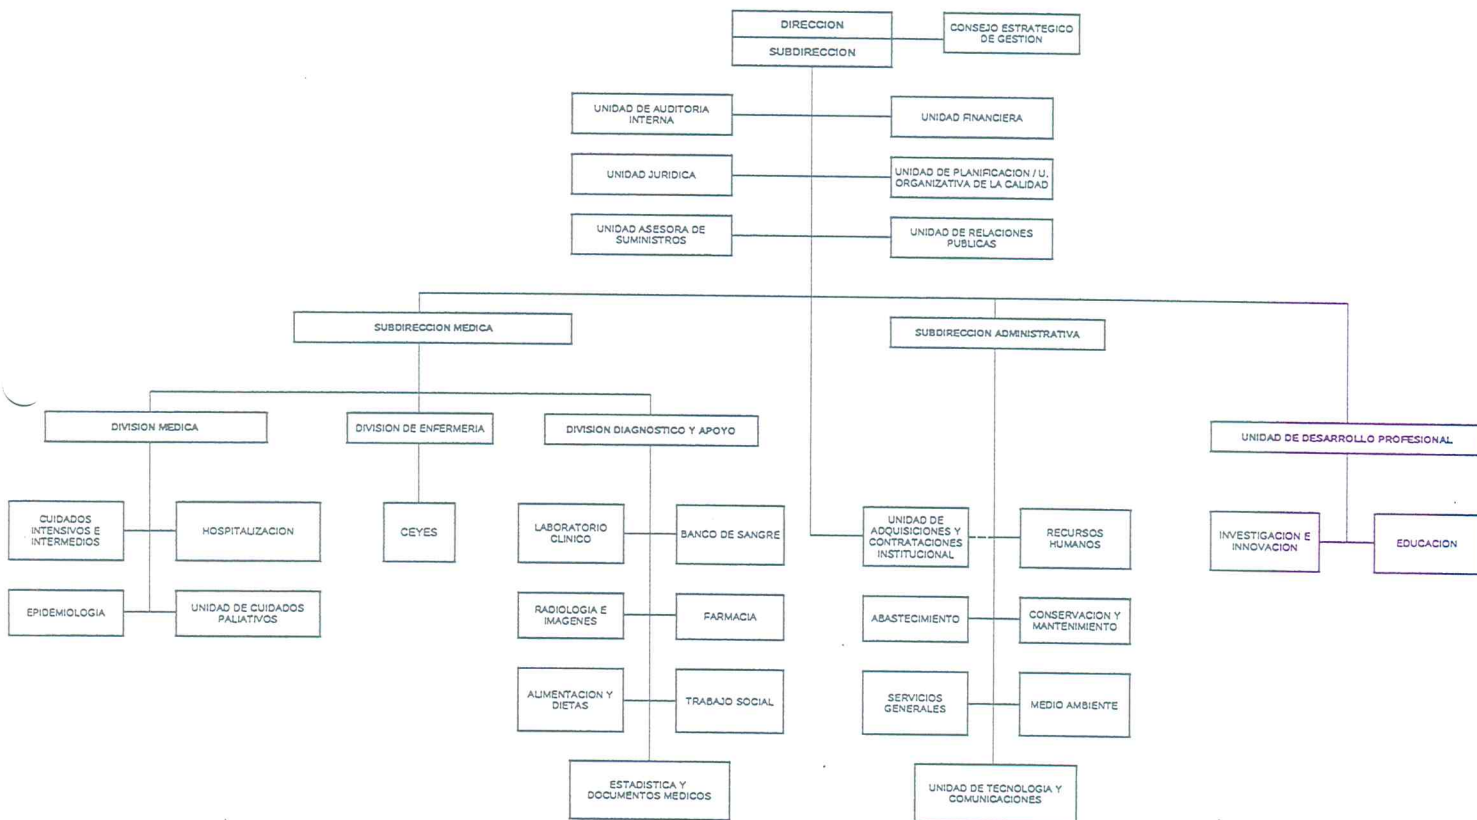 DIRECCION
SUBDIRECCION
CONSEJO ESTRATEGICO
DE GESTION
UNIDAD DE AUDITORIA
INTERNA
UNIDAD FINANCIERA
UNIDAD JURIDICA
UNIDAD DE PLANIFICACION / U.
ORGANIZATIVA DE LA CALIDAD
UNIDAD ASESORA DE
SUMINISTROS
UNIDAD DE RELACIONES
PUBLICAS
SUBDIRECCION MEDICA
SUBDIRECCION ADMINISTRATIVA
DIVISION MEDICA
DIVISION DE ENFERMERIA
DIVISION DIAGNOSTICO Y APOYO
UNIDAD DE DESARROLLO PROFESIONAL
CUIDADOS
INTENSIVOS E
INTERMEDIOS
HOSPITALIZACION
CEYES
LABORATORIO
CLINICO
BANCO DE SANGRE
UNIDAD DE
ADQUISICIONES Y
CONTRATACIONES
INSTITUCIONAL
RECURSOS
HUMANOS
INVESTIGACION E
INNOVACION
EDUCACION
EPIDEMIOLOGIA
UNIDAD DE CUIDADOS
PALIATIVOS
RADIOLOGIA E
IMAGENES
FARMACIA
ABASTECIMIENTO
CONSERVACION Y
MANTENIMIENTO
ALIMENTACION Y
DIETAS
TRABAJO SOCIAL
SERVICIOS
GENERALES
MEDIO AMBIENTE
ESTADISTICA Y
DOCUMENTOS MEDICOS
UNIDAD DE TECNOLOGIA Y
COMUNICACIONES